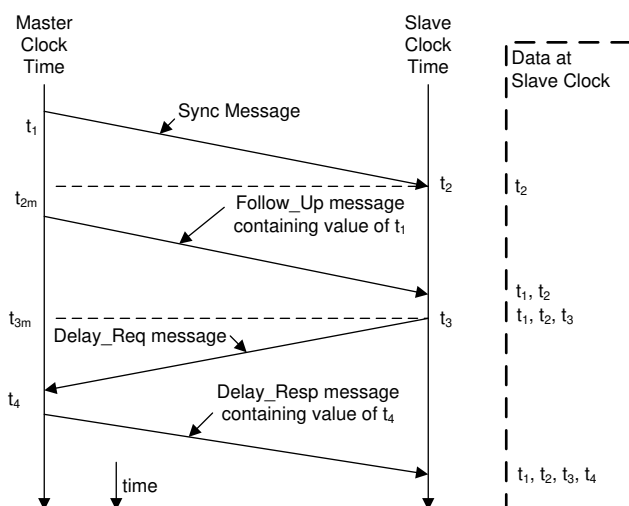 Master
Clock
Time
Slave
Clock
Time
Data at
Slave Clock
Sync Message
t₁
t₂
t₂
t₂ₘ
Follow_Up message
containing value of t₁
t₁, t₂
t₃ₘ
t₃
t₁, t₂, t₃
Delay_Req message
t₄
Delay_Resp message
containing value of t₄
t₁, t₂, t₃, t₄
time